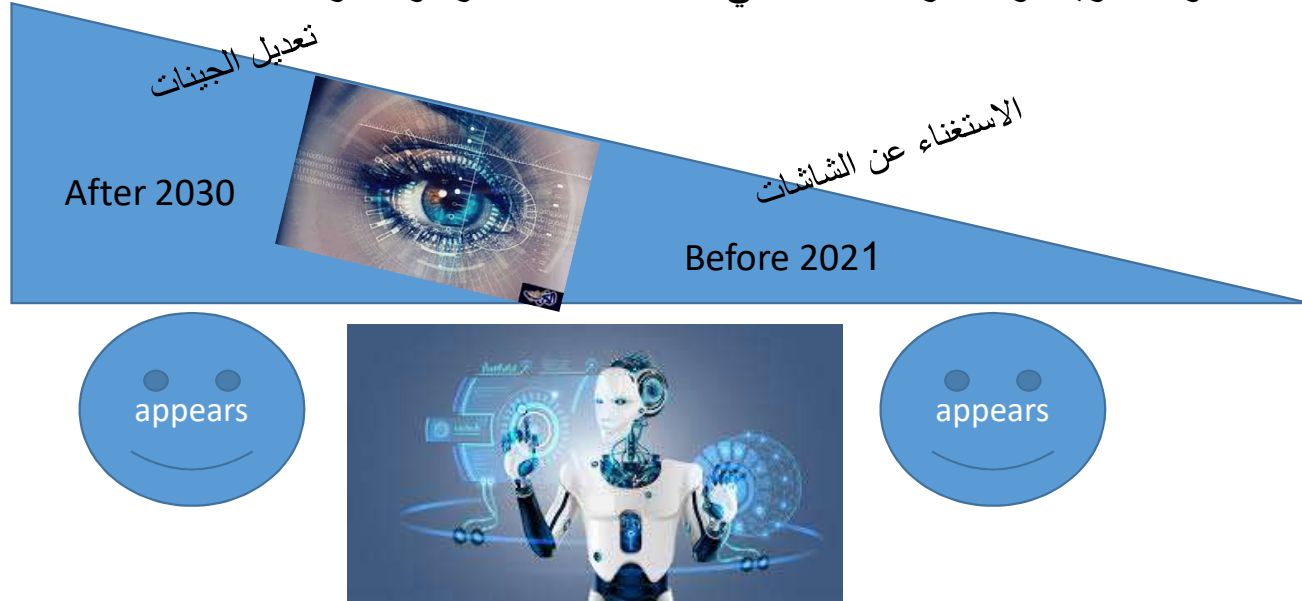 تعديل الجينات
الاستغناء عن الشاشات
After 2030
Before 2021
appears
appears